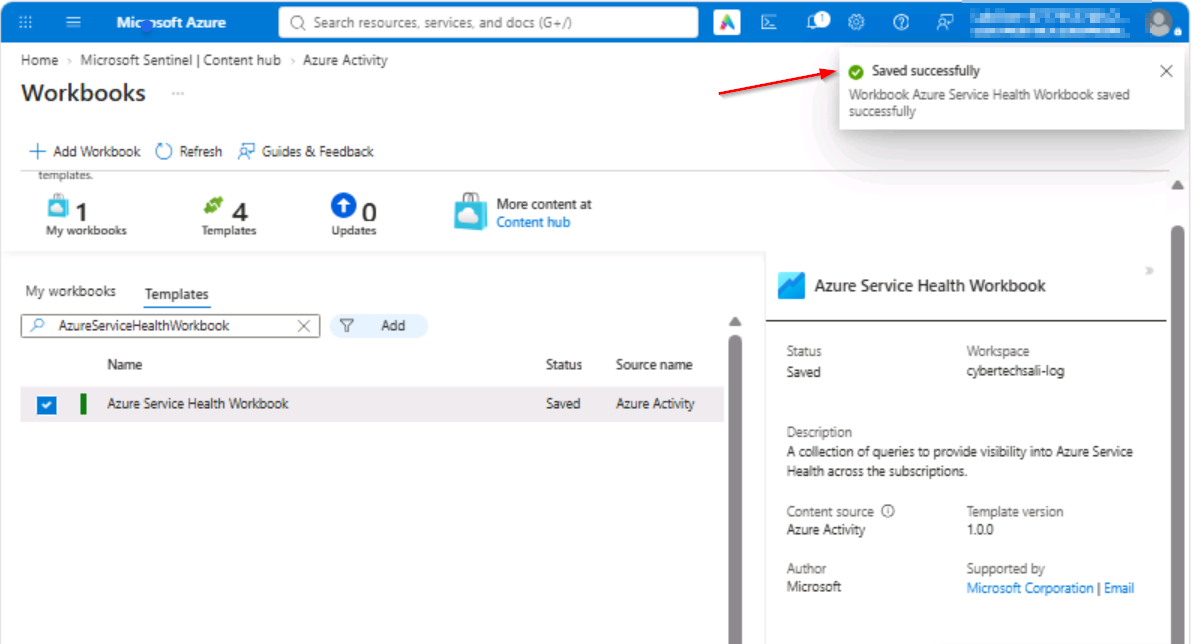 Microsoft Azure
Search resources, services, and docs (G+/)
1
Home › Microsoft Sentinel | Content hub › Azure Activity
Workbooks ...
Saved successfully
Workbook Azure Service Health Workbook saved
successfully
Add Workbook Refresh Guides & Feedback
templates.
1
My workbooks
4
Templates
0
Updates
More content at
Content hub
My workbooks Templates
AzureServiceHealthWorkbook
Add
Name Status Source name
Azure Service Health Workbook Saved Azure Activity
Azure Service Health Workbook
Status Workspace
Saved cybertechsali-log
Description
A collection of queries to provide visibility into Azure Service
Health across the subscriptions.
Content source Template version
Azure Activity 1.0.0
Author Supported by
Microsoft Microsoft Corporation | Email